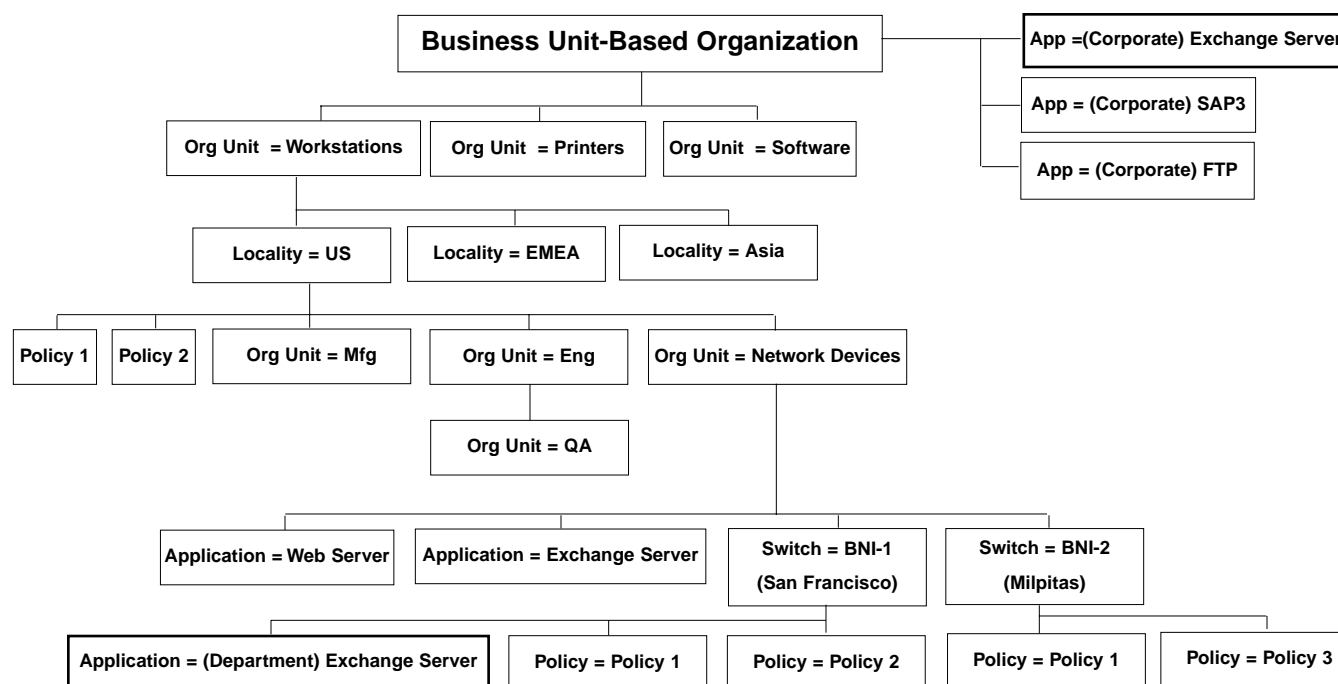 Business Unit-Based Organization
App =(Corporate) Exchange Server
App = (Corporate) SAP3
App = (Corporate) FTP
Org Unit = Workstations
Org Unit = Printers
Org Unit = Software
Locality = US
Locality = EMEA
Locality = Asia
Policy 1
Policy 2
Org Unit = Mfg
Org Unit = Eng
Org Unit = Network Devices
Org Unit = QA
Application = Web Server
Application = Exchange Server
Switch = BNI-1
(San Francisco)
Switch = BNI-2
(Milpitas)
Application = (Department) Exchange Server
Policy = Policy 1
Policy = Policy 2
Policy = Policy 1
Policy = Policy 3